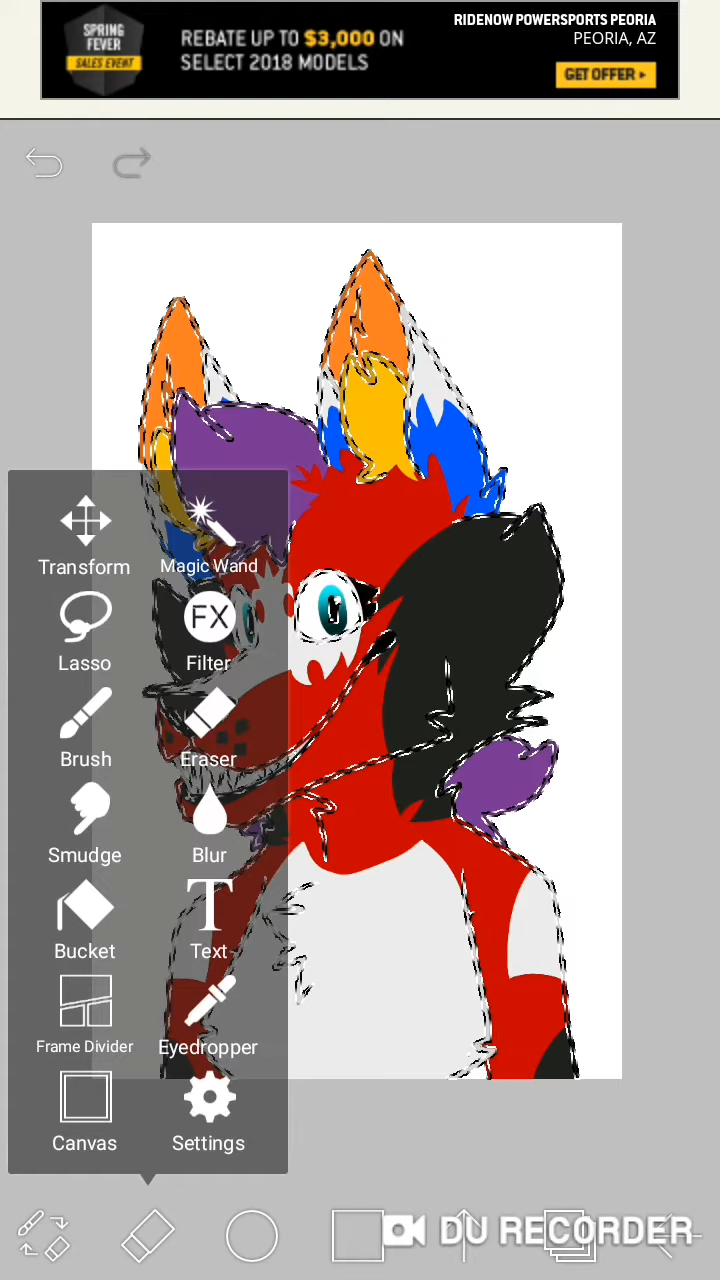 SPRING
FEVER
SALES EVENT
REBATE UP TO $3,000 ON
SELECT 2018 MODELS
RIDENOW POWERSPORTS PEORIA
PEORIA, AZ
GET OFFER ▸
Transform
Magic Wand
Lasso
FX
Filter
Brush
Eraser
Smudge
Blur
Bucket
T
Text
Frame Divider
Eyedropper
Canvas
Settings
DU RECORDER